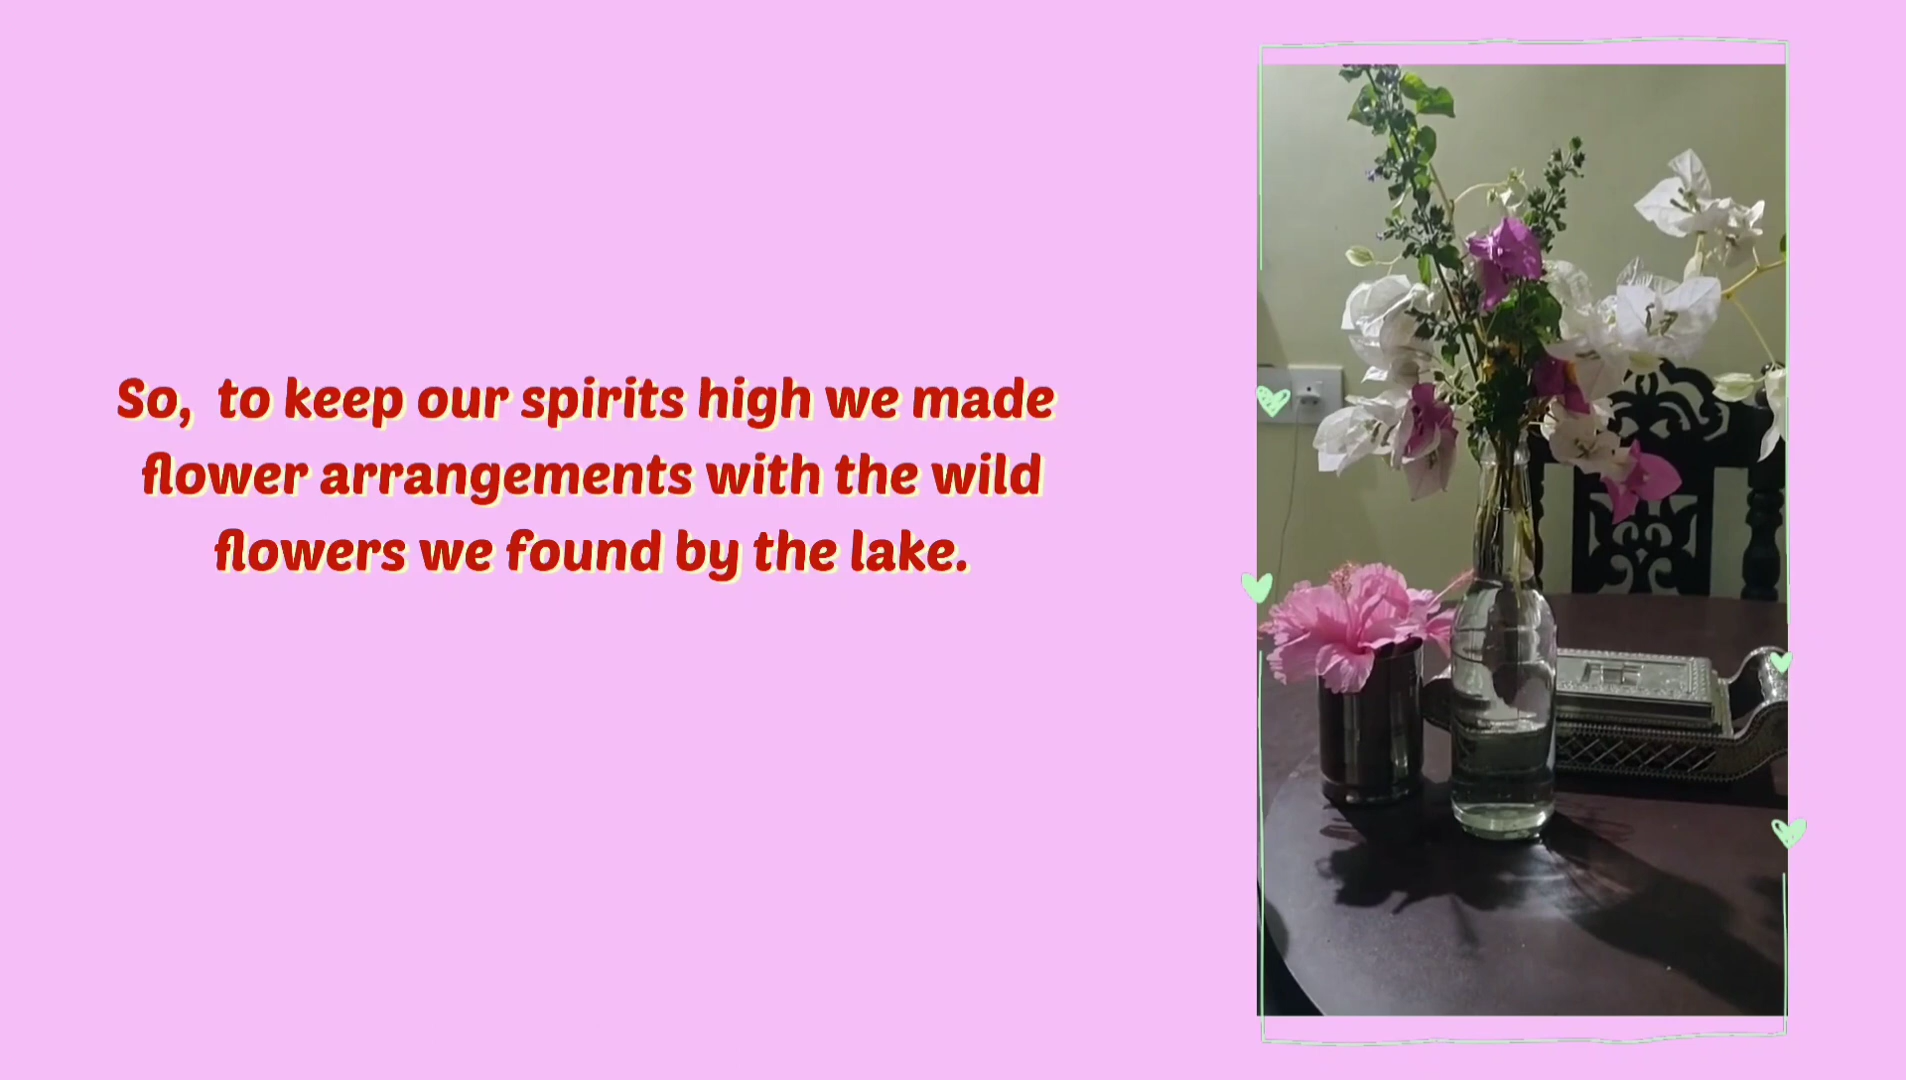 So,  to keep our spirits high we made
flower arrangements with the wild
flowers we found by the lake.